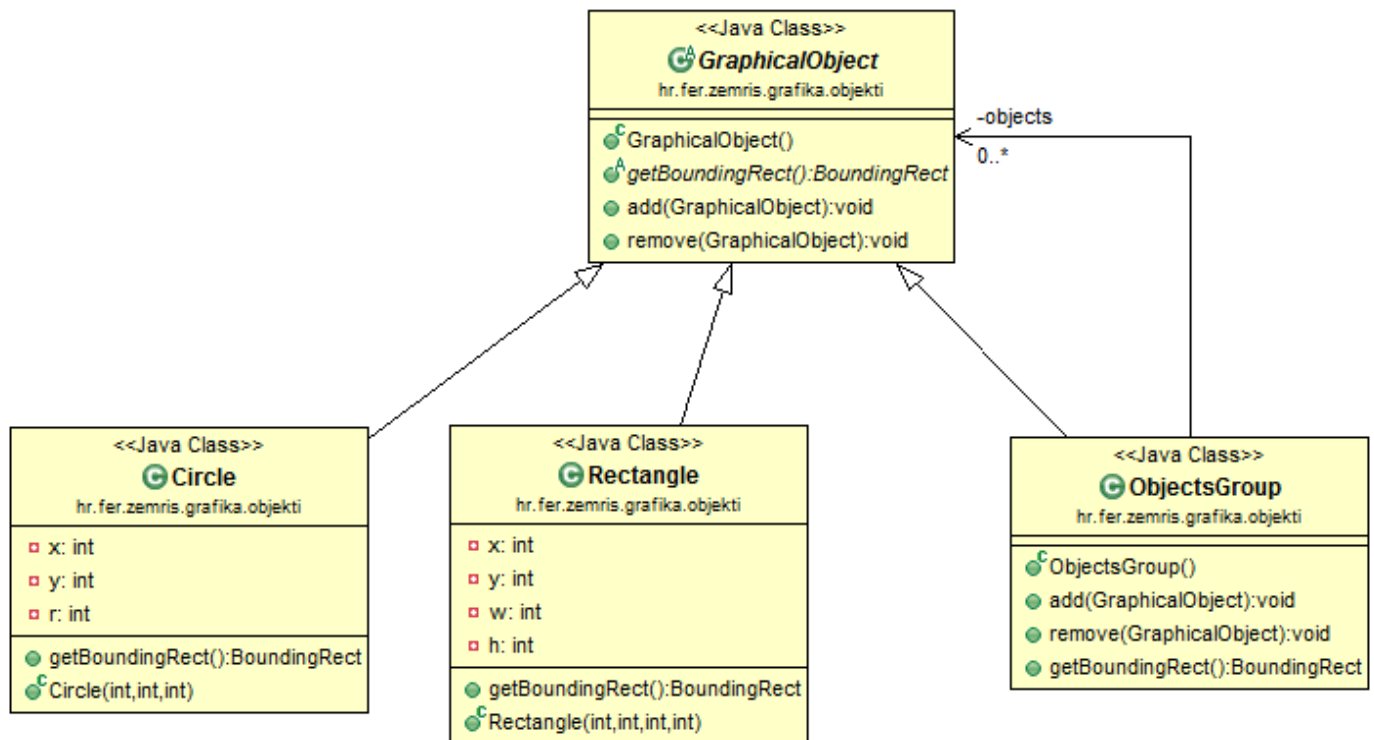 <<Java Class>>
GraphicalObject
hr.fer.zemris.grafika.objekti
GraphicalObject()
getBoundingRect():BoundingRect
add(GraphicalObject):void
remove(GraphicalObject):void
-objects
0..*
<<Java Class>>
Circle
hr.fer.zemris.grafika.objekti
x: int
y: int
r: int
getBoundingRect():BoundingRect
Circle(int,int,int)
<<Java Class>>
Rectangle
hr.fer.zemris.grafika.objekti
x: int
y: int
w: int
h: int
getBoundingRect():BoundingRect
Rectangle(int,int,int,int)
<<Java Class>>
ObjectsGroup
hr.fer.zemris.grafika.objekti
ObjectsGroup()
add(GraphicalObject):void
remove(GraphicalObject):void
getBoundingRect():BoundingRect